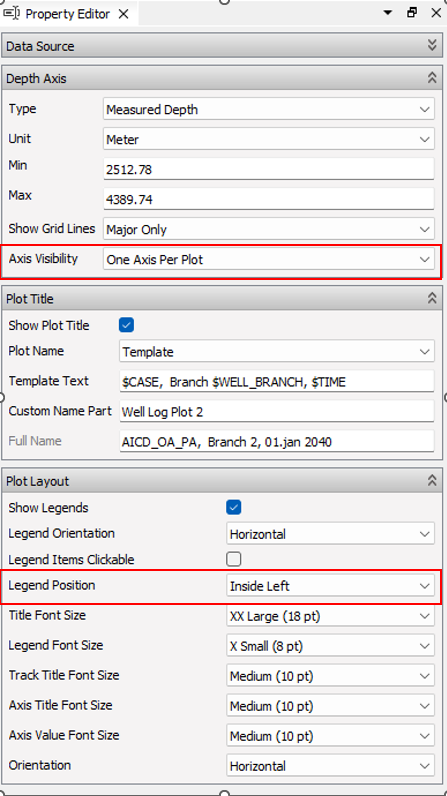 Property Editor
Data Source
Depth Axis
Type Measured Depth
Unit Meter
Min 2512.78
Max 4389.74
Show Grid Lines Major Only
Axis Visibility One Axis Per Plot
Plot Title
Show Plot Title
Plot Name Template
Template Text $CASE, Branch $WELL_BRANCH, $TIME
Custom Name Part Well Log Plot 2
Full Name AICD_OA_PA, Branch 2, 01.jan 2040
Plot Layout
Show Legends
Legend Orientation Horizontal
Legend Items Clickable
Legend Position Inside Left
Title Font Size XX Large (18 pt)
Legend Font Size X Small (8 pt)
Track Title Font Size Medium (10 pt)
Axis Title Font Size Medium (10 pt)
Axis Value Font Size Medium (10 pt)
Orientation Horizontal